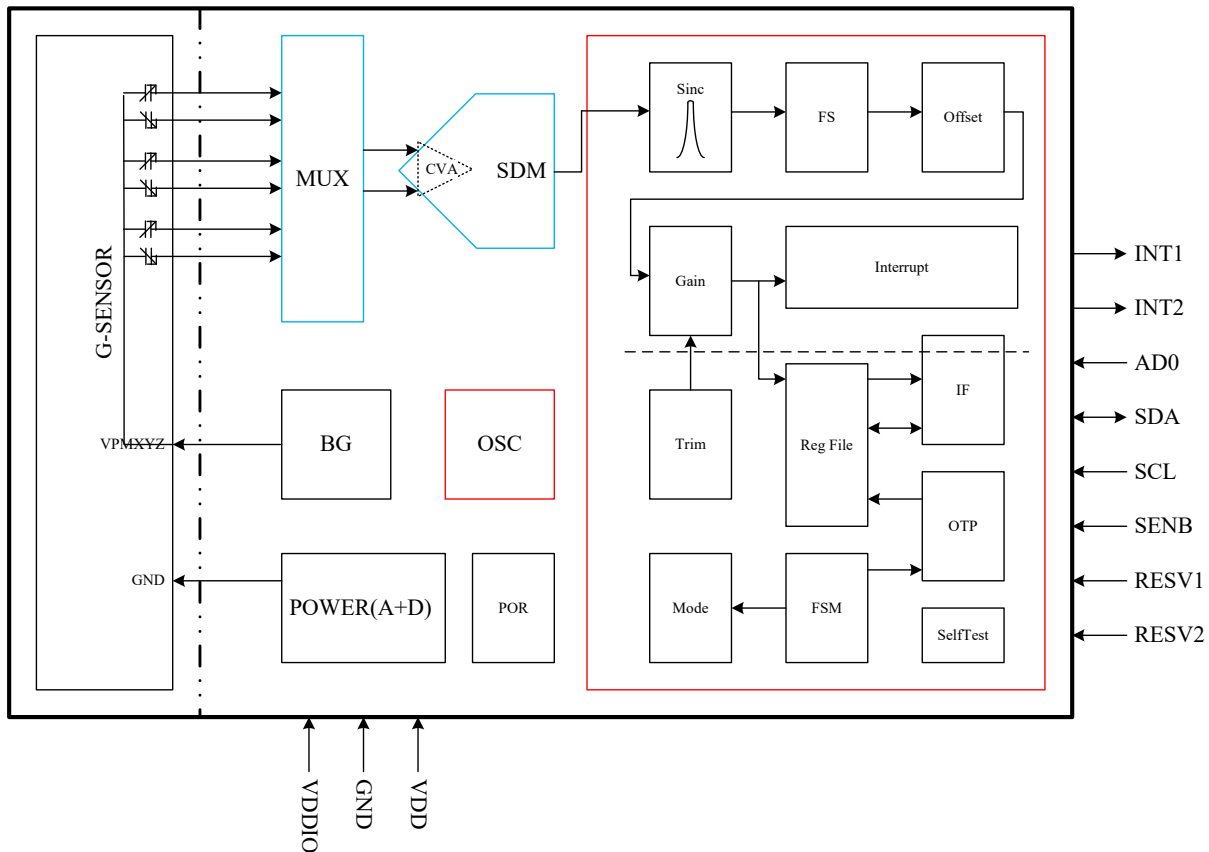 G-SENSOR
VPMXYZ
GND
MUX
CVA
SDM
BG
OSC
POWER(A+D)
POR
Sinc
FS
Offset
Gain
Interrupt
Trim
Reg File
IF
OTP
Mode
FSM
SelfTest
INT1
INT2
AD0
SDA
SCL
SENB
RESV1
RESV2
VDDIO
GND
VDD